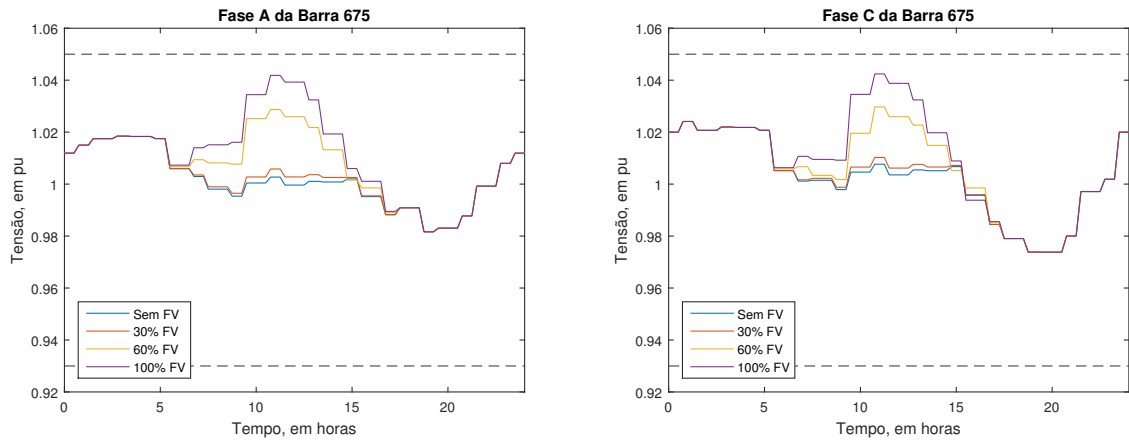 Fase A da Barra 675
1.06
1.04
1.02
1
0.98
0.96
0.94
0.92
Tensão, em pu
Sem FV
30% FV
60% FV
100% FV
0
5
10
15
20
Tempo, em horas
Fase C da Barra 675
1.06
1.04
1.02
1
0.98
0.96
0.94
0.92
Tensão, em pu
Sem FV
30% FV
60% FV
100% FV
0
5
10
15
20
Tempo, em horas